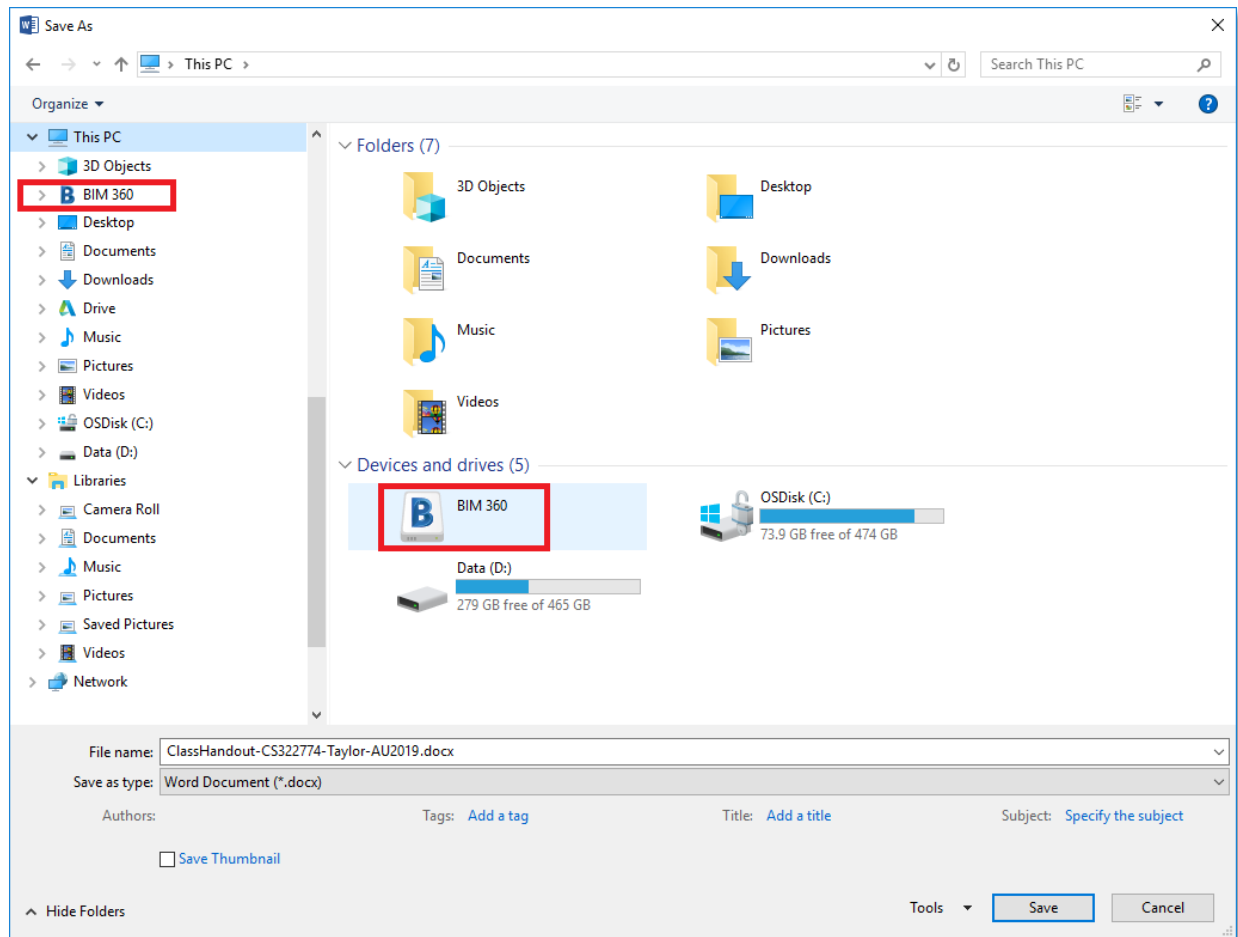 Save As
This PC
Search This PC
Organize
This PC
3D Objects
BIM 360
Desktop
Documents
Downloads
Drive
Music
Pictures
Videos
OSDisk (C:)
Data (D:)
Libraries
Camera Roll
Documents
Music
Pictures
Saved Pictures
Videos
Network
Folders (7)
3D Objects
Desktop
Documents
Downloads
Music
Pictures
Videos
Devices and drives (5)
BIM 360
OSDisk (C:)
73.9 GB free of 474 GB
Data (D:)
279 GB free of 465 GB
File name: ClassHandout-CS322774-Taylor-AU2019.docx
Save as type: Word Document (*.docx)
Authors: Tags: Add a tag Title: Add a title Subject: Specify the subject
Save Thumbnail
Hide Folders Tools Save Cancel